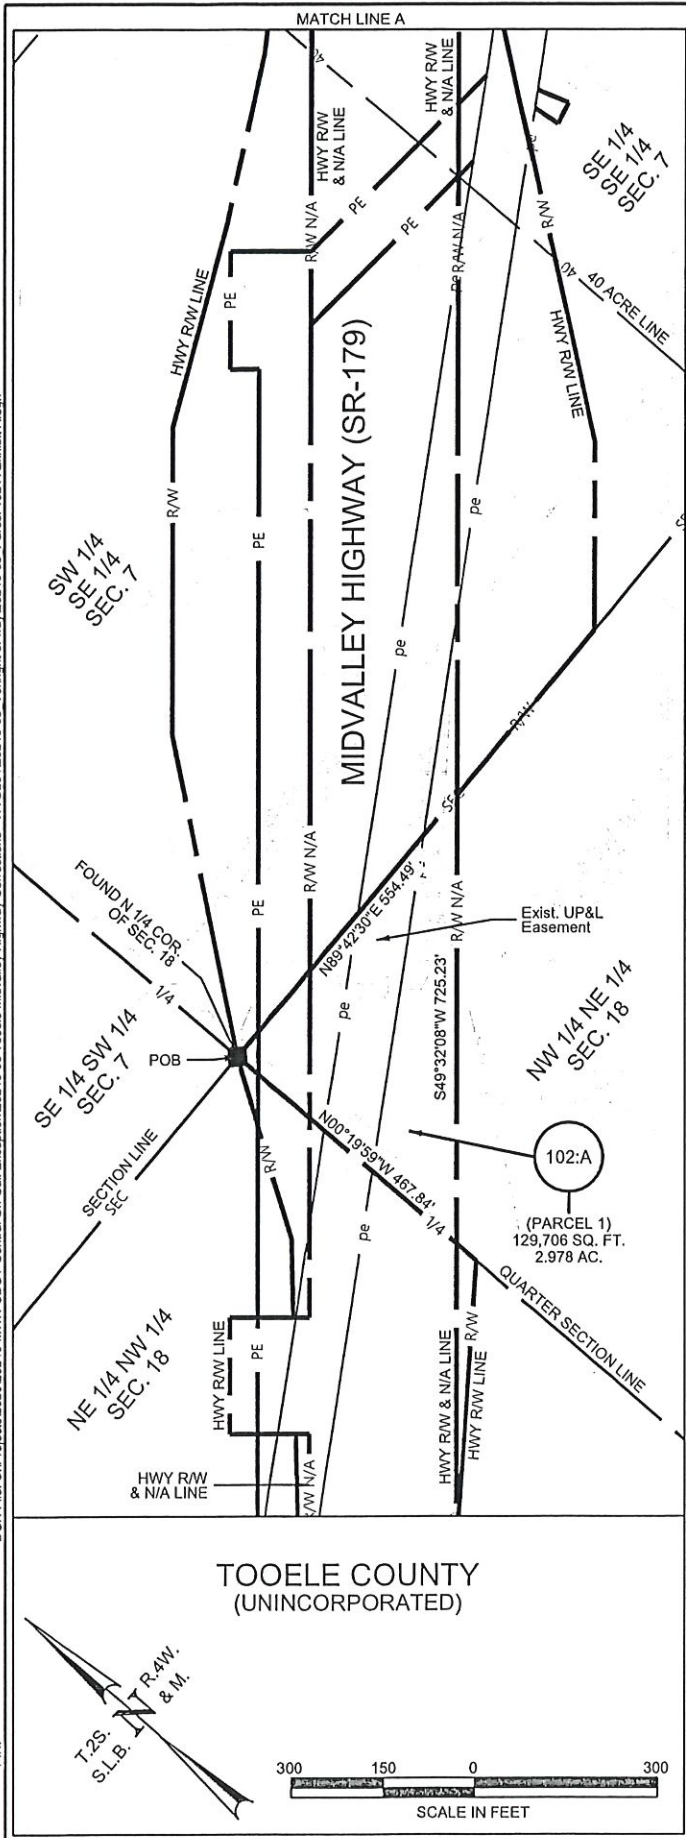 MATCH LINE A
40
HWY R/W
& N/A LINE
HWY R/W
& N/A LINE
SE 1/4
SE 1/4
SEC. 7
PE
PE
R/W N/A
R/W N/A
pe
R/W
40
40 ACRE LINE
HWY R/W LINE
PE
HWY R/W LINE
MIDVALLEY HIGHWAY (SR-179)
R/W
pe
PE
SW 1/4
SE 1/4
SEC. 7
pe
R/W
SEC
R/W N/A
PE
FOUND N 1/4 COR.
OF SEC. 18
N89°42'30"E 554.49'
R/W N/A
Exist. UP&L
Easement
1/4
pe
S49°32'08"W 725.23'
NW 1/4 NE 1/4
SEC. 18
SE 1/4 SW 1/4
SEC. 7
POB
N00°19'59"W 467.84'
1/4
102:A
(PARCEL 1)
129,706 SQ. FT.
2.978 AC.
R/W
SECTION LINE
SEC
pe
QUARTER SECTION LINE
R/W
NE 1/4 NW 1/4
SEC. 18
HWY R/W LINE
PE
HWY R/W & N/A LINE
HWY R/W LINE
HWY R/W
& N/A LINE
R/W N/A
TOOELE COUNTY
(UNINCORPORATED)
R.4W.
& M.
N
T.2S.
S.L.B.
300 150 0 300
SCALE IN FEET